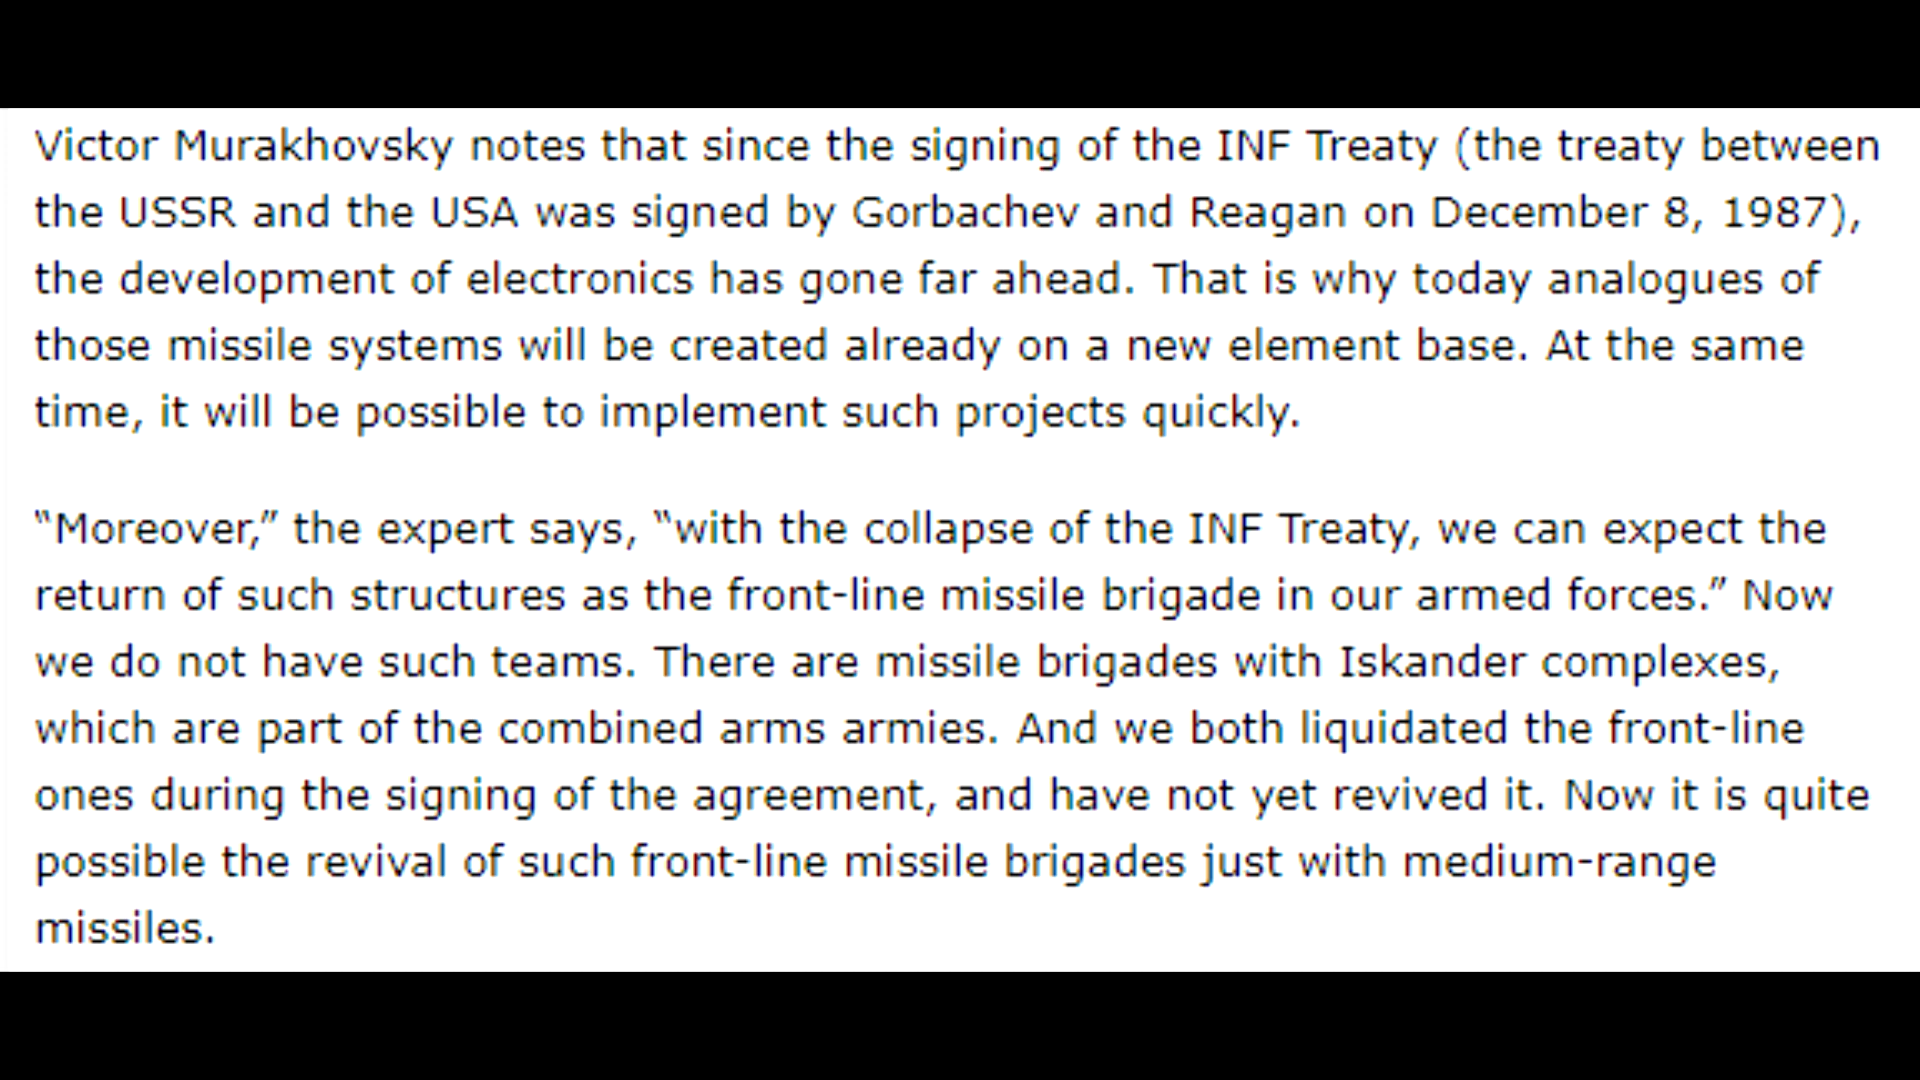 Victor Murakhovsky notes that since the signing of the INF Treaty (the treaty between
the USSR and the USA was signed by Gorbachev and Reagan on December 8, 1987),
the development of electronics has gone far ahead. That is why today analogues of
those missile systems will be created already on a new element base. At the same
time, it will be possible to implement such projects quickly.
“Moreover,” the expert says, “with the collapse of the INF Treaty, we can expect the
return of such structures as the front-line missile brigade in our armed forces.” Now
we do not have such teams. There are missile brigades with Iskander complexes,
which are part of the combined arms armies. And we both liquidated the front-line
ones during the signing of the agreement, and have not yet revived it. Now it is quite
possible the revival of such front-line missile brigades just with medium-range
missiles.